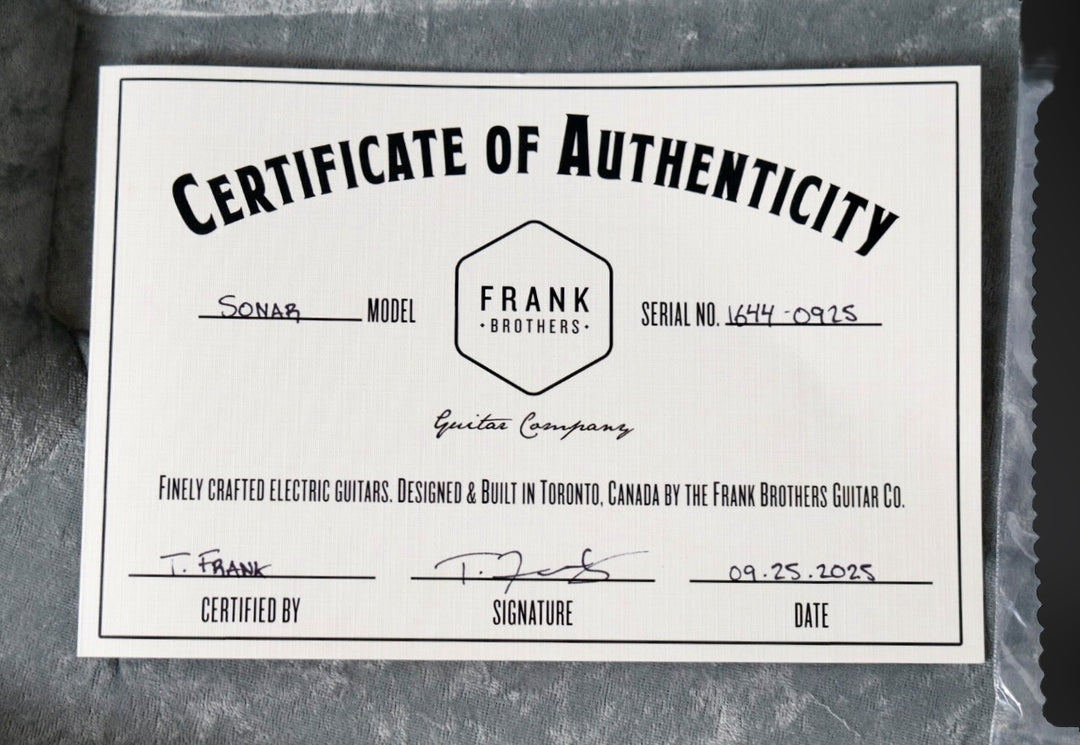 CERTIFICATE OF AUTHENTICITY
SONAR MODEL
FRANK
·BROTHERS·
SERIAL NO. 1644-0925
Guitar Company
FINELY CRAFTED ELECTRIC GUITARS. DESIGNED & BUILT IN TORONTO, CANADA BY THE FRANK BROTHERS GUITAR CO.
T. FRANK T. Frank 09.25.2025
CERTIFIED BY SIGNATURE DATE